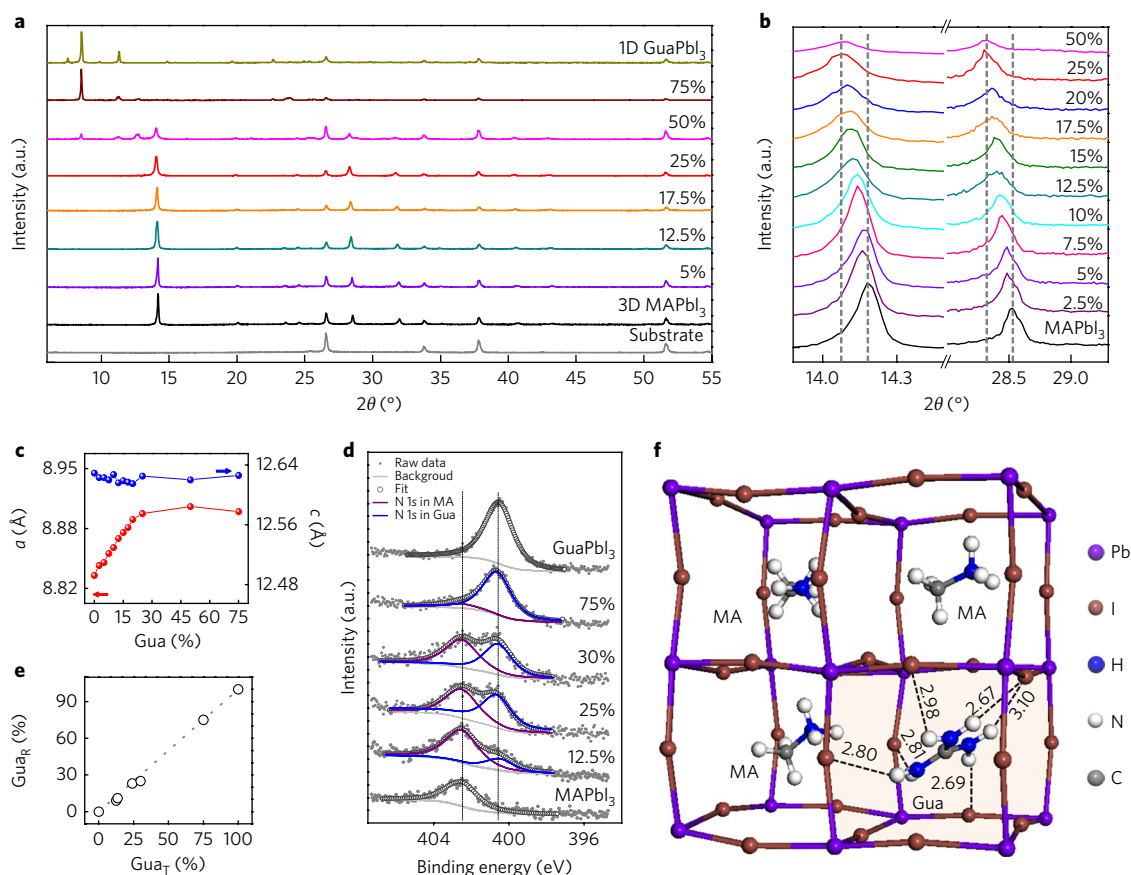 a
Intensity (a.u.)
1D GuaPbI3
75%
50%
25%
17.5%
12.5%
5%
3D MAPbI3
Substrate
10 15 20 25 30 35 40 45 50 55
2θ (°)
b
Intensity (a.u.)
50%
25%
20%
17.5%
15%
12.5%
10%
7.5%
5%
2.5%
MAPbI3
14.0 14.3 28.5 29.0
2θ (°)
c
a (Å)
8.95
8.88
8.82
c (Å)
12.64
12.56
12.48
0 15 30 45 60 75
Gua (%)
d
Raw data
Backgroud
Fit
N 1s in MA
N 1s in Gua
Intensity (a.u.)
GuaPbI3
75%
30%
25%
12.5%
MAPbI3
404 400 396
Binding energy (eV)
e
GuaR (%)
90
60
30
0
0 25 50 75 100
GuaT (%)
f
MA
MA
MA
Gua
2.98
2.67
3.10
2.80
2.8
2.69
Pb
I
H
N
C